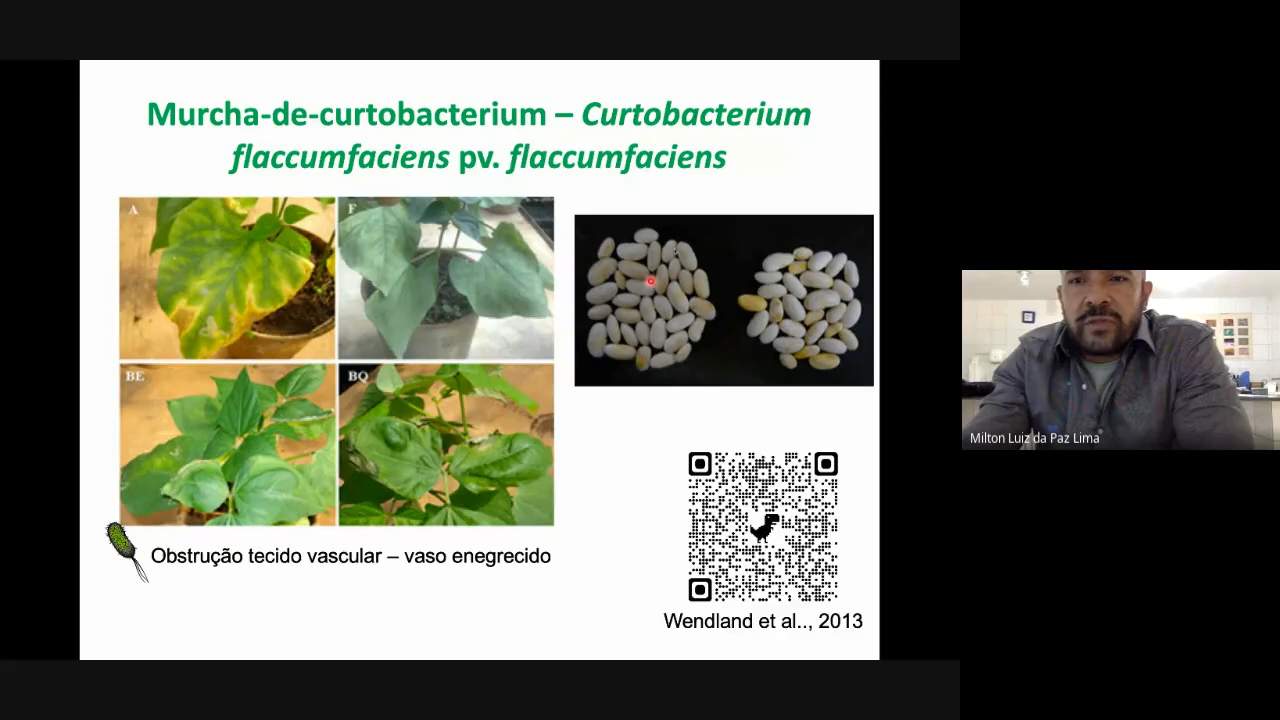 Murcha-de-curtobacterium – Curtobacterium
flaccumfaciens pv. flaccumfaciens
A
F
BE
BQ
Obstrução tecido vascular – vaso enegrecido
Wendland et al.., 2013
Milton Luiz da Paz Lima